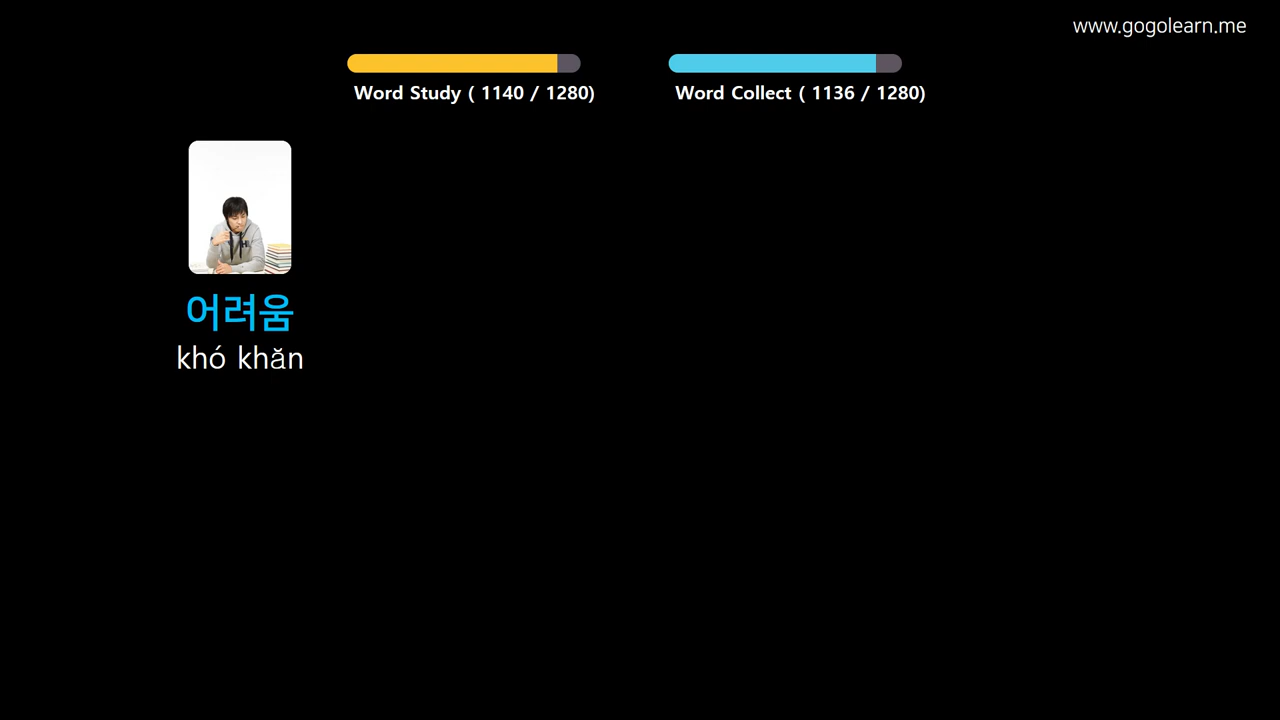 www.gogolearn.me
Word Study ( 1140 / 1280)
Word Collect ( 1136 / 1280)
어려움
khó khăn